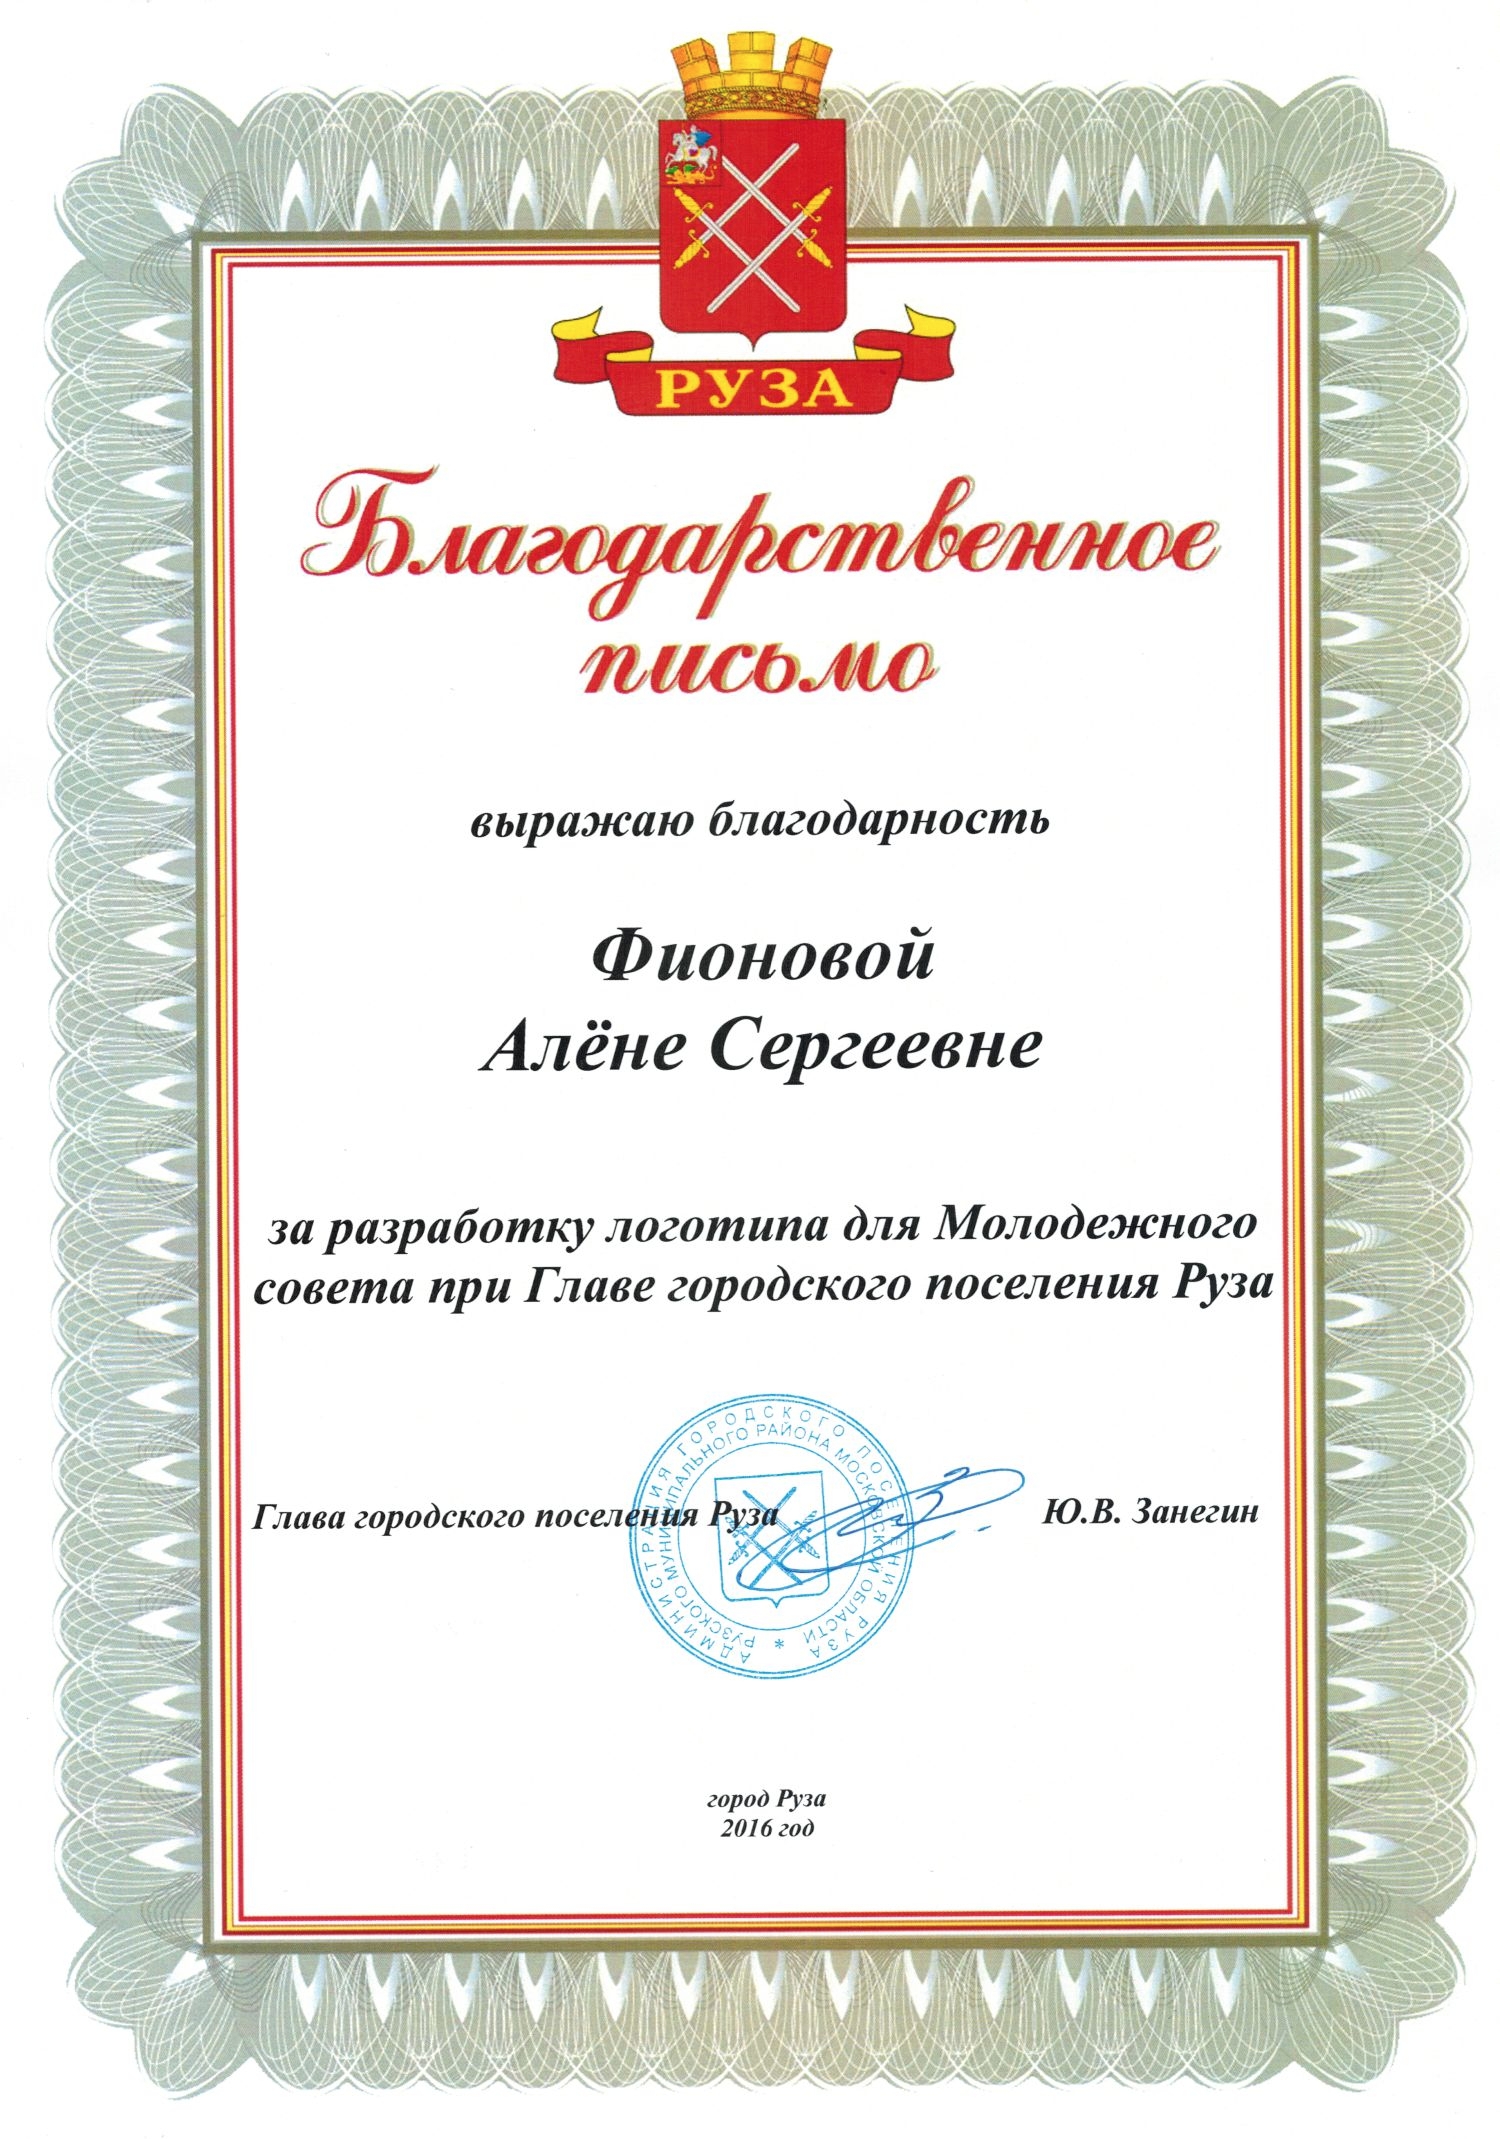 РУЗА
Благодарственное
письмо
выражаю благодарность
Фионовой
Алёне Сергеевне
за разработку логотипа для Молодежного
совета при Главе городского поселения Руза
Глава городского поселения Руза
Ю.В. Занегин
АДМИНИСТРАЦИЯ ГОРОДСКОГО ПОСЕЛЕНИЯ РУЗА
РУЗСКОГО МУНИЦИПАЛЬНОГО РАЙОНА МОСКОВСКОЙ ОБЛАСТИ
*
город Руза
2016 год